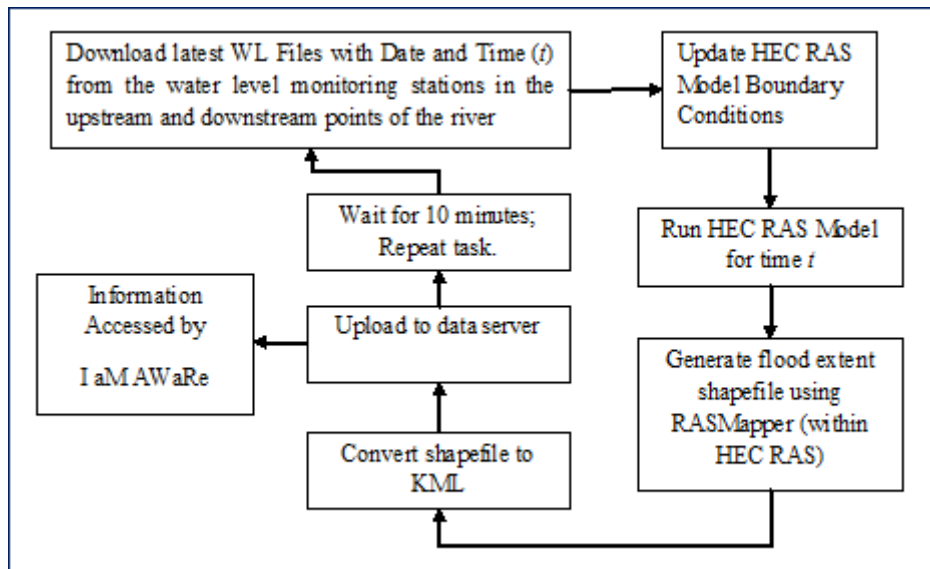 Download latest WL Files with Date and Time (t)
from the water level monitoring stations in the
upstream and downstream points of the river
Update HEC RAS
Model Boundary
Conditions
Run HEC RAS Model
for time t
Generate flood extent
shapefile using
RASMapper (within
HEC RAS)
Convert shapefile to
KML
Upload to data server
Wait for 10 minutes;
Repeat task.
Information
Accessed by
I aM AWaRe